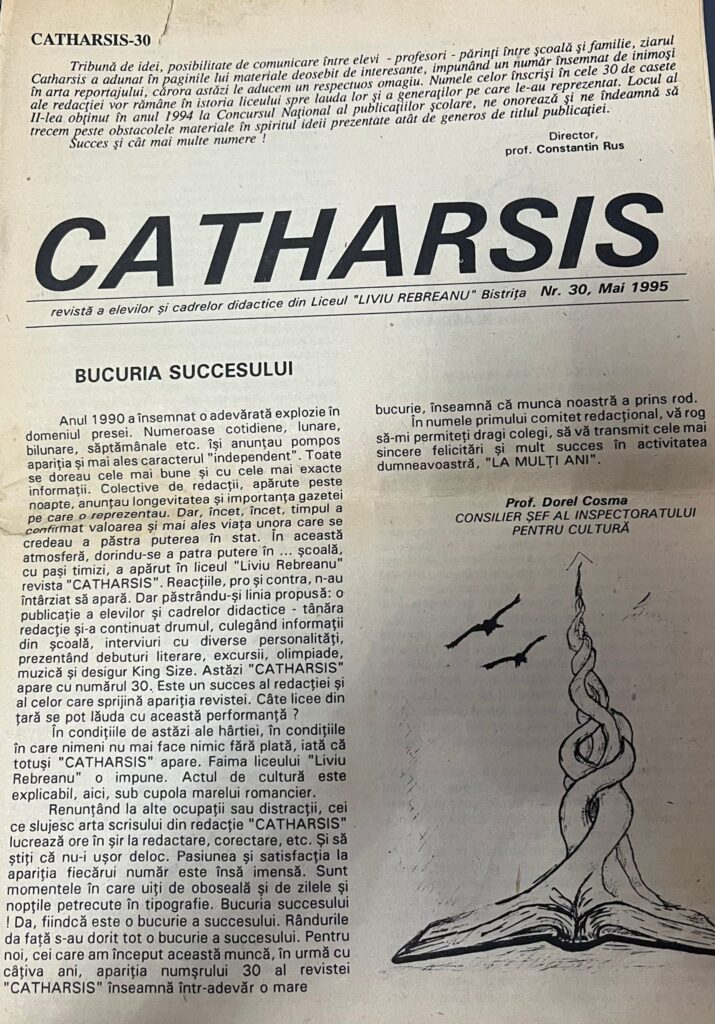 CATHARSIS-30
Tribună de idei, posibilitate de comunicare între elevi - profesori - părinți între școală și familie, ziarul
Catharsis a adunat în paginile lui materiale deosebit de interesante, impunând un număr însemnat de inimoși
în arta reportajului, cărora astăzi le aducem un respectuos omagiu. Numele celor înscriși în cele 30 de casete
ale redacției vor rămâne în istoria liceului spre lauda lor și a generaților pe care le-au reprezentat. Locul al
II-lea obținut în anul 1994 la Concursul Național al publicațiilor școlare, ne onorează și ne îndeamnă să
trecem peste obstacolele materiale în spiritul ideii prezentate atât de generos de titlul publicației.
Succes și cât mai multe numere !
Director,
prof. Constantin Rus
CATHARSIS
revistă a elevilor și cadrelor didactice din Liceul "LIVIU REBREANU" Bistrița Nr. 30, Mai 1995
BUCURIA SUCCESULUI
Anul 1990 a însemnat o adevărată explozie în
domeniul presei. Numeroase cotidiene, lunare,
bilunare, săptămânale etc. își anunțau pompos
apariția și mai ales caracterul "independent". Toate
se doreau cele mai bune și cu cele mai exacte
informații. Colective de redacții, apărute peste
noapte, anunțau longevitatea și importanța gazetei
pe care o reprezentau. Dar, încet, încet, timpul a
confirmat valoarea și mai ales viața unora care se
credeau a păstra puterea în stat. În această
atmosferă, dorindu-se a patra putere în ... școală,
cu pași timizi, a apărut în liceul "Liviu Rebreanu"
revista "CATHARSIS". Reacțiile, pro și contra, n-au
întârziat să apară. Dar păstrându-și linia propusă: o
publicație a elevilor și cadrelor didactice - tânăra
redacție și-a continuat drumul, culegând informații
din școală, interviuri cu diverse personalități,
prezentând debuturi literare, excursii, olimpiade,
muzică și desigur King Size. Astăzi "CATHARSIS"
apare cu numărul 30. Este un succes al redacției și
al celor care sprijină apariția revistei. Câte licee din
țară se pot lăuda cu această performanță ?
În condițiile de astăzi ale hârtiei, în condițiile
în care nimeni nu mai face nimic fără plată, iată că
totuși "CATHARSIS" apare. Faima liceului "Liviu
Rebreanu" o impune. Actul de cultură este
explicabil, aici, sub cupola marelui romancier.
Renunțând la alte ocupații sau distracții, cei
ce slujesc arta scrisului din redacție "CATHARSIS"
lucrează ore în șir la redactare, corectare, etc. Și să
știți că nu-i ușor deloc. Pasiunea și satisfacția la
apariția fiecărui număr este însă imensă. Sunt
momentele în care uiți de oboseală și de zilele și
nopțile petrecute în tipografie. Bucuria succesului
! Da, fiindcă este o bucurie a succesului. Rândurile
da față s-au dorit tot o bucurie a succesului. Pentru
noi, cei care am început această muncă, în urmă cu
câțiva ani, apariția numșrului 30 al revistei
"CATHARSIS" înseamnă într-adevăr o mare
bucurie, înseamnă că munca noastră a prins rod.
În numele primului comitet redacțional, vă rog
să-mi permiteți dragi colegi, să vă transmit cele mai
sincere felicitări și mult succes în activitatea
dumneavoastră, "LA MULȚI ANI".
Prof. Dorel Cosma
CONSILIER ȘEF AL INSPECTORATULUI
PENTRU CULTURĂ